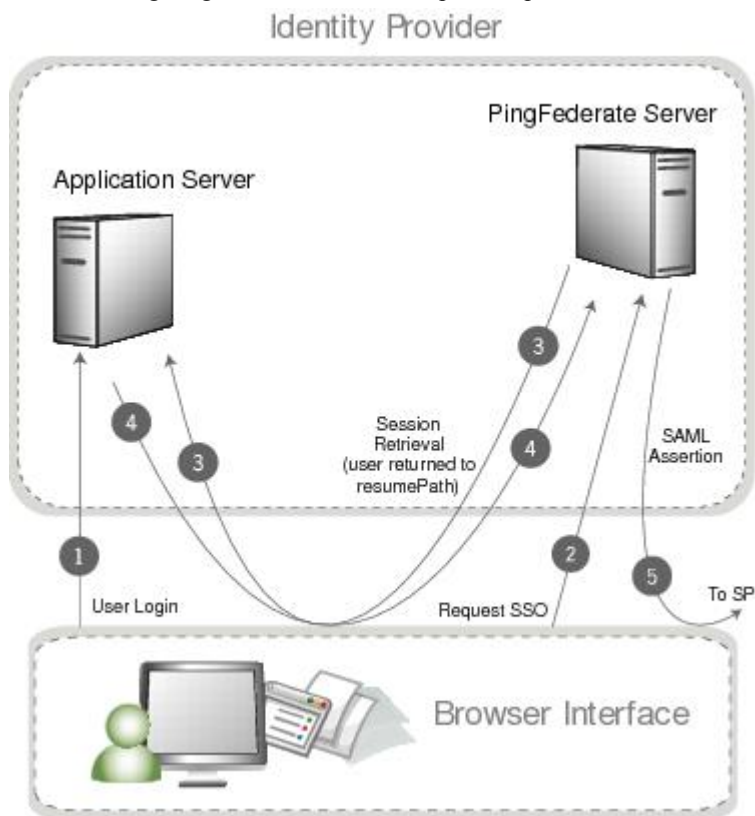 Identity Provider
PingFederate Server
Application Server
3
4
4
3
Session
Retrieval
(user returned to
resumePath)
SAML
Assertion
1
2
5
User Login
Request SSO
To SP
Browser Interface